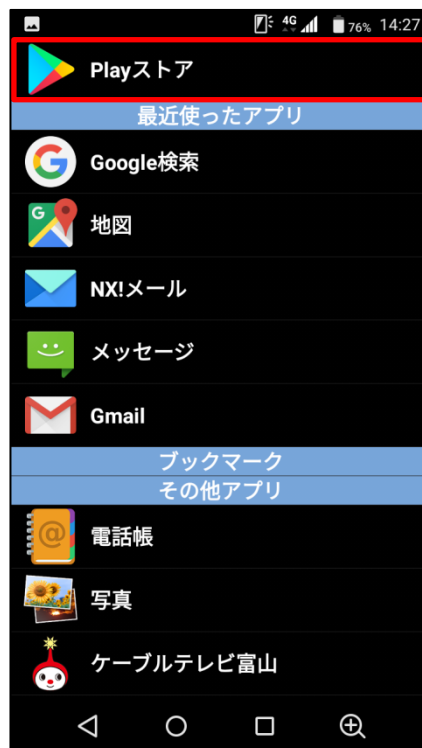 4G 76% 14:27
Playストア
最近使ったアプリ
G Google検索
G 地図
NX!メール
メッセージ
Gmail
ブックマーク
その他アプリ
@ 電話帳
写真
ケーブルテレビ富山